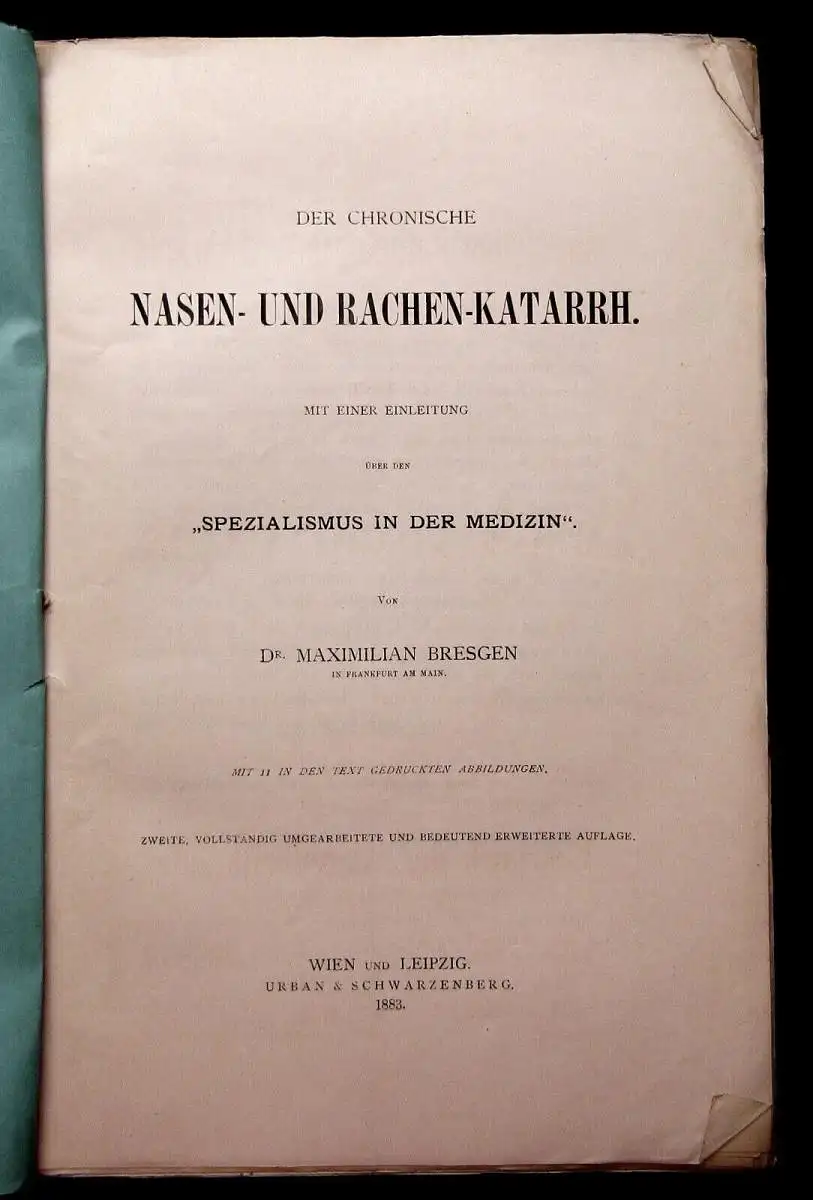 DER CHRONISCHE
NASEN- UND RACHEN-KATARRH.
MIT EINER EINLEITUNG
ÜBER DEN
„SPEZIALISMUS IN DER MEDIZIN“.
VON
DR. MAXIMILIAN BRESGEN
IN FRANKFURT AM MAIN.
MIT 11 IN DEN TEXT GEDRUCKTEN ABBILDUNGEN.
ZWEITE, VOLLSTÄNDIG UMGEARBEITETE UND BEDEUTEND ERWEITERTE AUFLAGE.
WIEN UND LEIPZIG.
URBAN & SCHWARZENBERG.
1883.